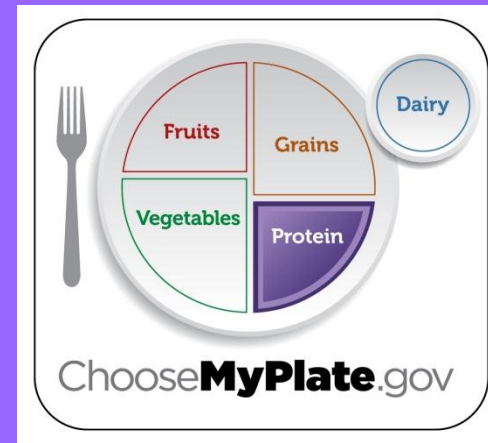 Fruits
Grains
Dairy
Vegetables
Protein
ChooseMyPlate.gov